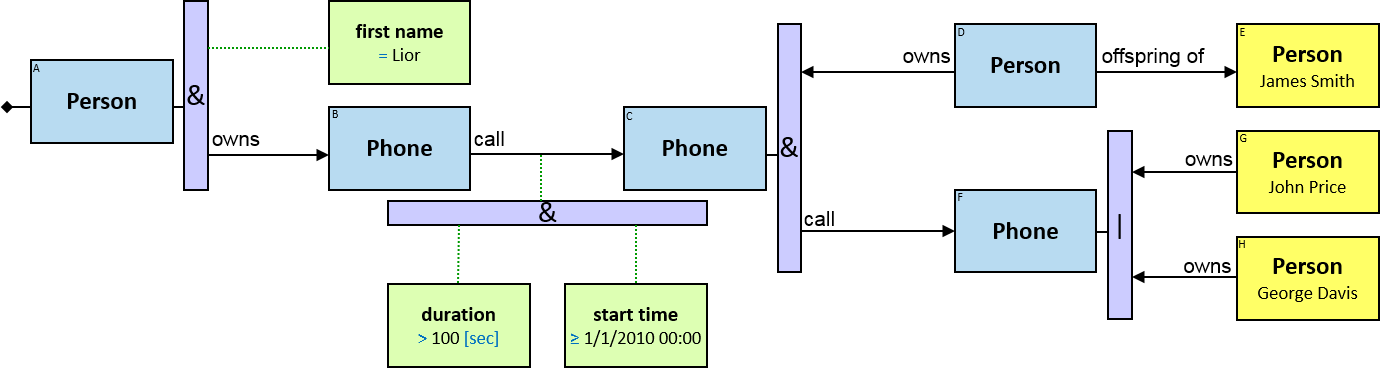 A
Person
&
first name
= Lior
owns
B
Phone
call
&
duration
> 100 [sec]
start time
≥ 1/1/2010 00:00
C
Phone
&
owns
D
Person
offspring of
E
Person
James Smith
call
F
Phone
|
owns
G
Person
John Price
owns
H
Person
George Davis